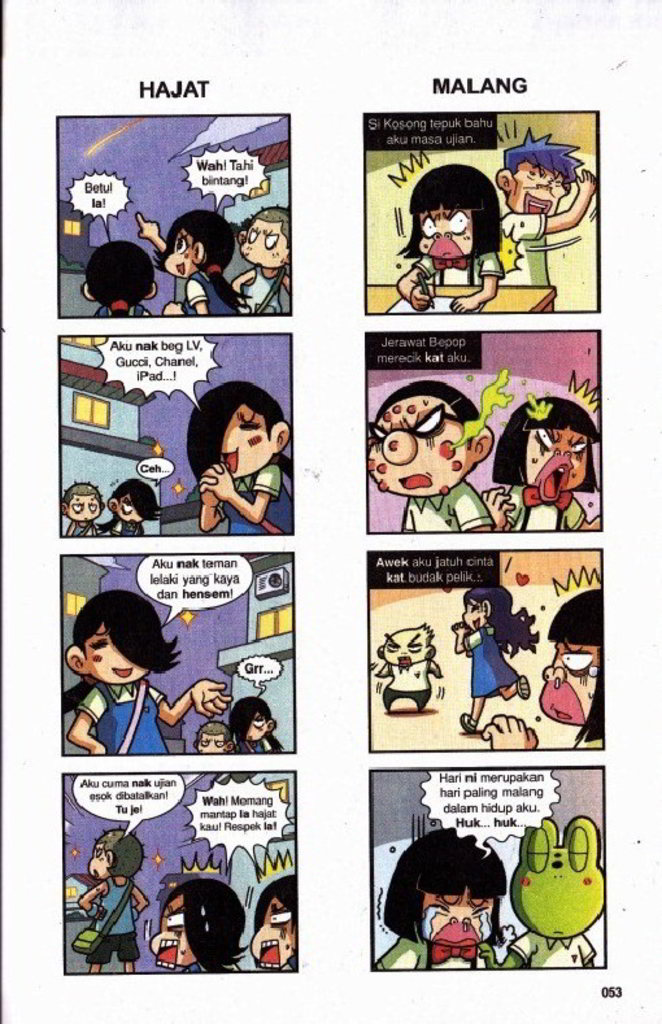 HAJAT
Betul
la!
Wah! Tahi
biintang!
Aku nak beg LV,
Gucci, Chanel,
iPad...!
Ceh...
Aku nak teman
lelaki yang kaya
dan hensem!
Grr...
Aku cuma nak ujian
esok dibatalkan!
Tu je!
Wah! Memang
mantap la hajat
kau! Respek la!
MALANG
Si Kosong tepuk bahu
aku masa ujian.
Jerawat Bepop
merecik kat aku.
Awek aku jatuh cinta
kat budak pelik..
Hari ni merupakan
hari paling malang
dalam hidup aku.
Huk... huk...
053